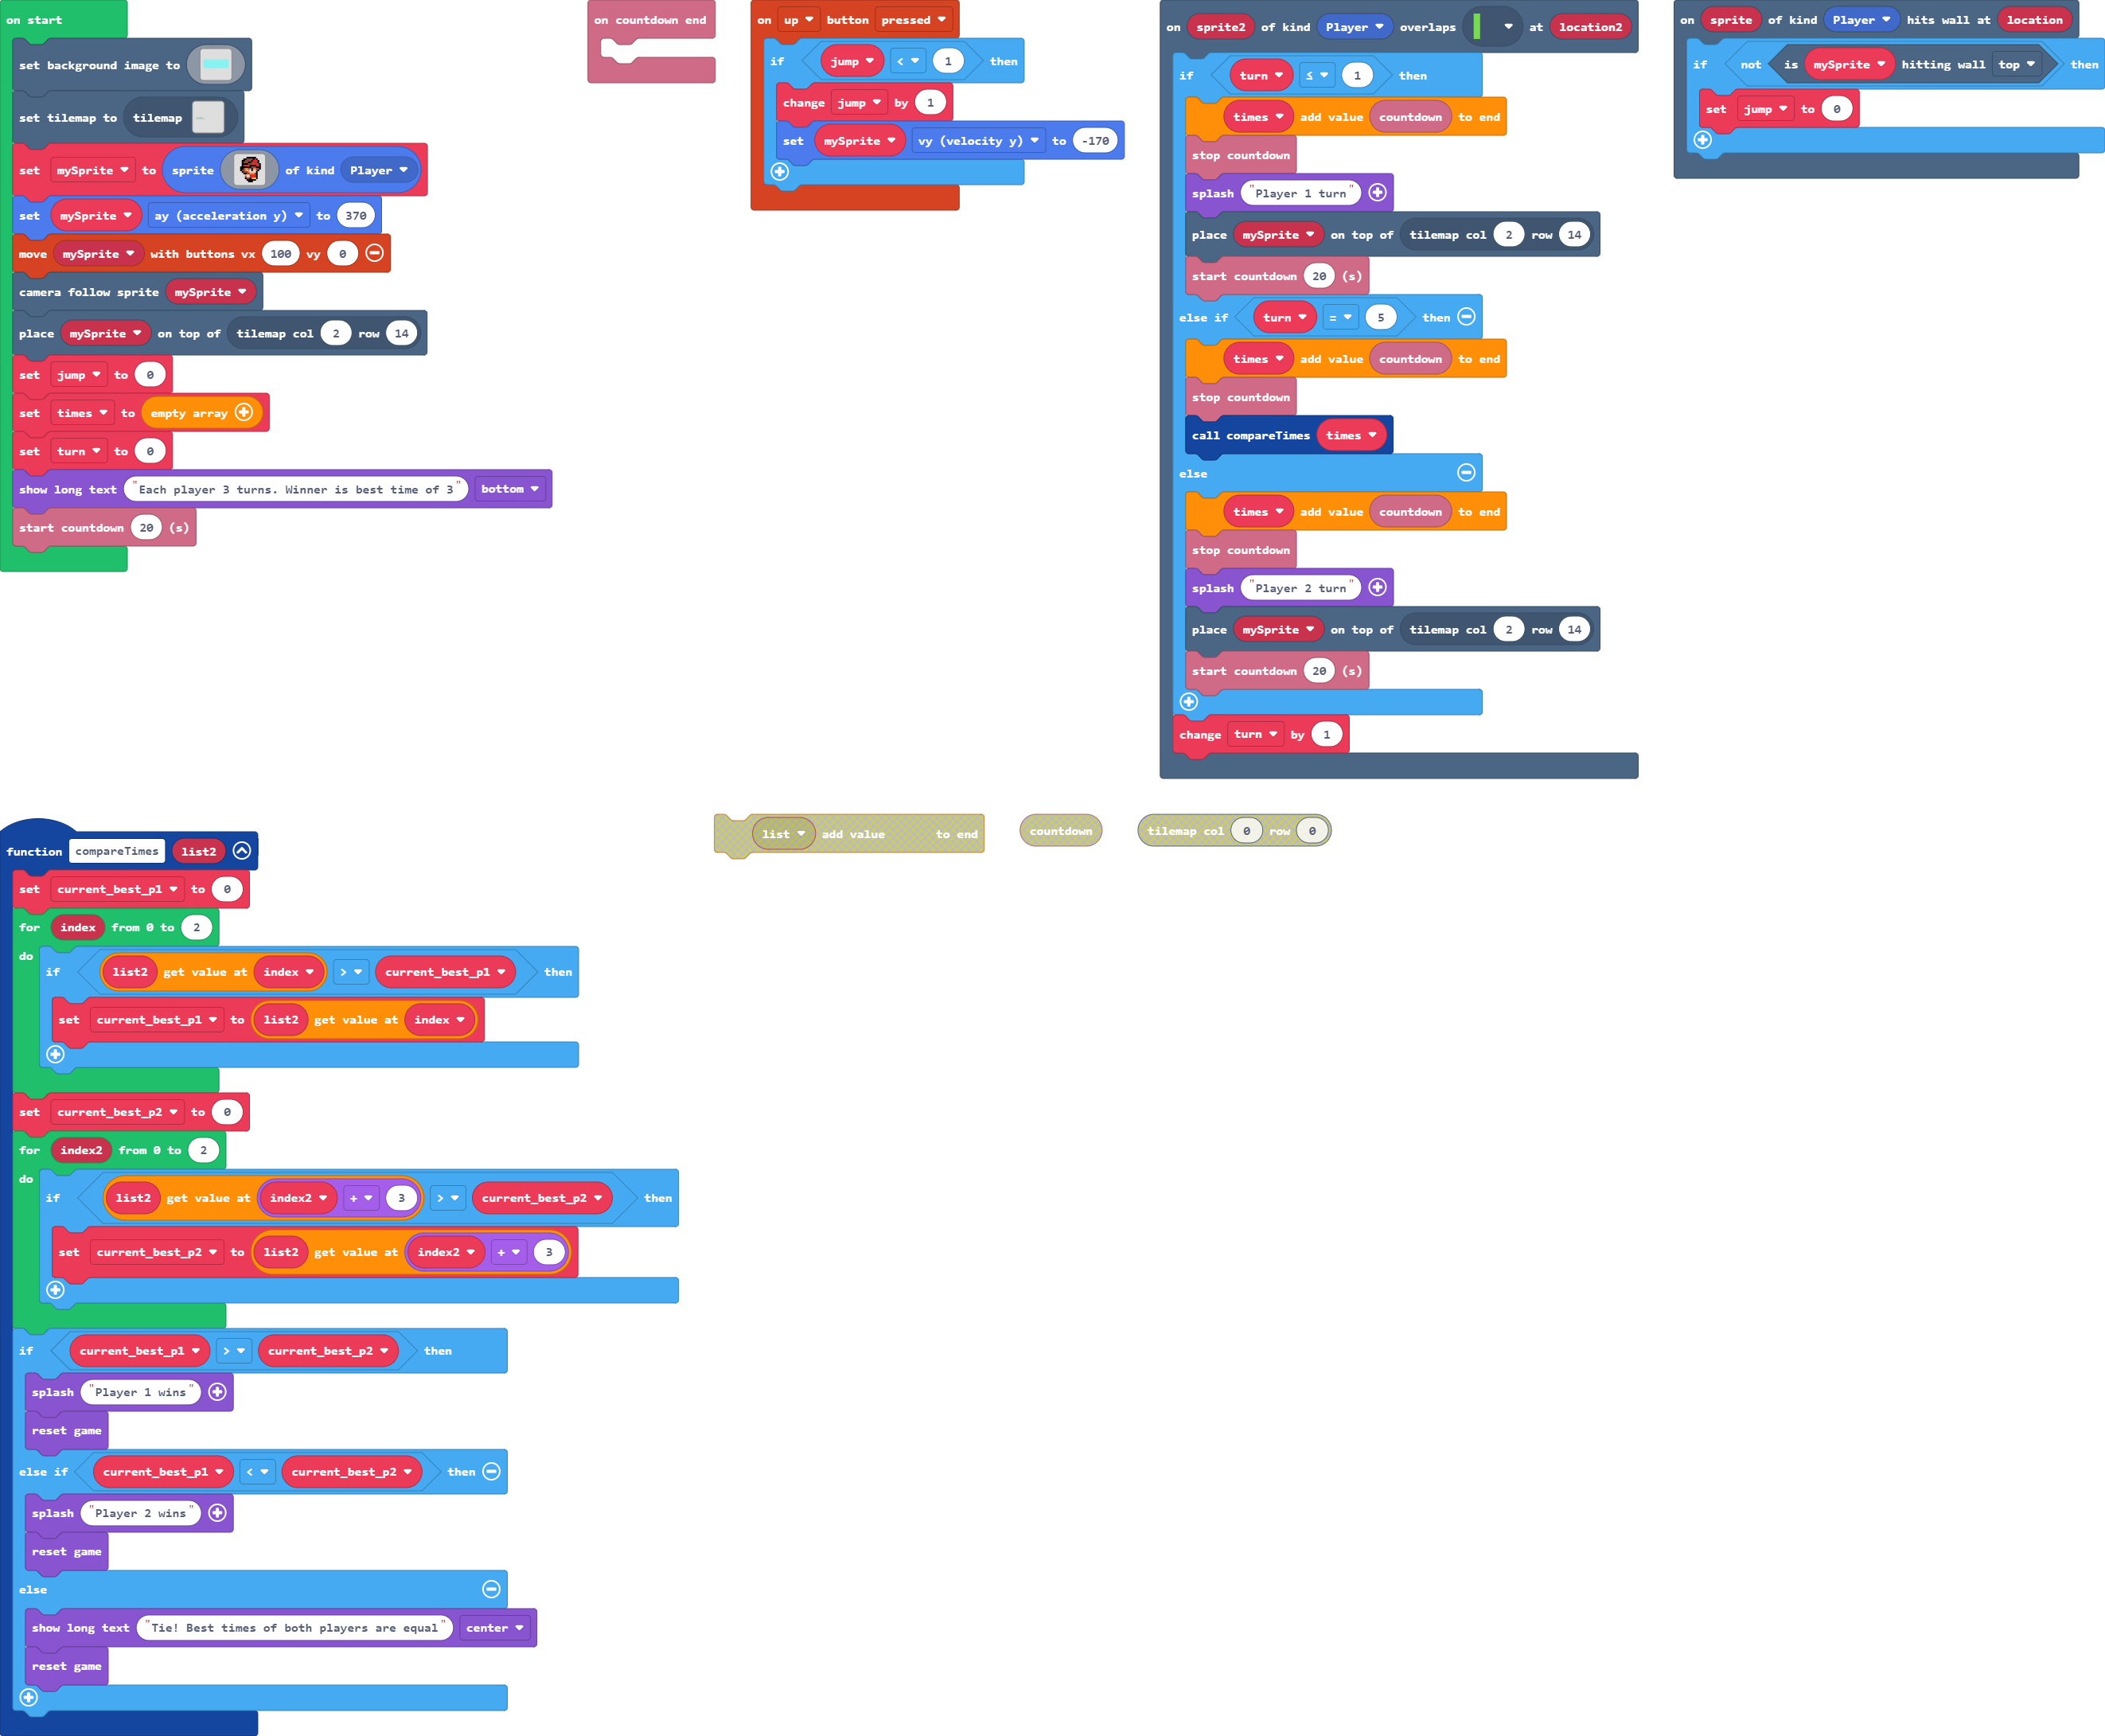 on start
set background image to
set tilemap to tilemap
set mySprite to sprite of kind Player
set mySprite ay (acceleration y) to 370
move mySprite with buttons vx 100 vy 0
camera follow sprite mySprite
place mySprite on top of tilemap col 2 row 14
set jump to 0
set times to empty array
set turn to 0
show long text "Each player 3 turns. Winner is best time of 3" bottom
start countdown 20 (s)
on countdown end
on up button pressed
if jump < 1 then
change jump by 1
set mySprite vy (velocity y) to -170
on sprite2 of kind Player overlaps at location2
if turn ≤ 1 then
times add value countdown to end
stop countdown
splash "Player 1 turn"
place mySprite on top of tilemap col 2 row 14
start countdown 20 (s)
else if turn = 5 then
times add value countdown to end
stop countdown
call compareTimes times
else
times add value countdown to end
stop countdown
splash "Player 2 turn"
place mySprite on top of tilemap col 2 row 14
start countdown 20 (s)
change turn by 1
on sprite of kind Player hits wall at location
if not is mySprite hitting wall top then
set jump to 0
function compareTimes list2
set current_best_p1 to 0
for index from 0 to 2
do
if list2 get value at index > current_best_p1 then
set current_best_p1 to list2 get value at index
set current_best_p2 to 0
for index2 from 0 to 2
do
if list2 get value at index2 + 3 > current_best_p2 then
set current_best_p2 to list2 get value at index2 + 3
if current_best_p1 > current_best_p2 then
splash "Player 1 wins"
reset game
else if current_best_p1 < current_best_p2 then
splash "Player 2 wins"
reset game
else
show long text "Tie! Best times of both players are equal" center
reset game
list add value to end
countdown
tilemap col 0 row 0